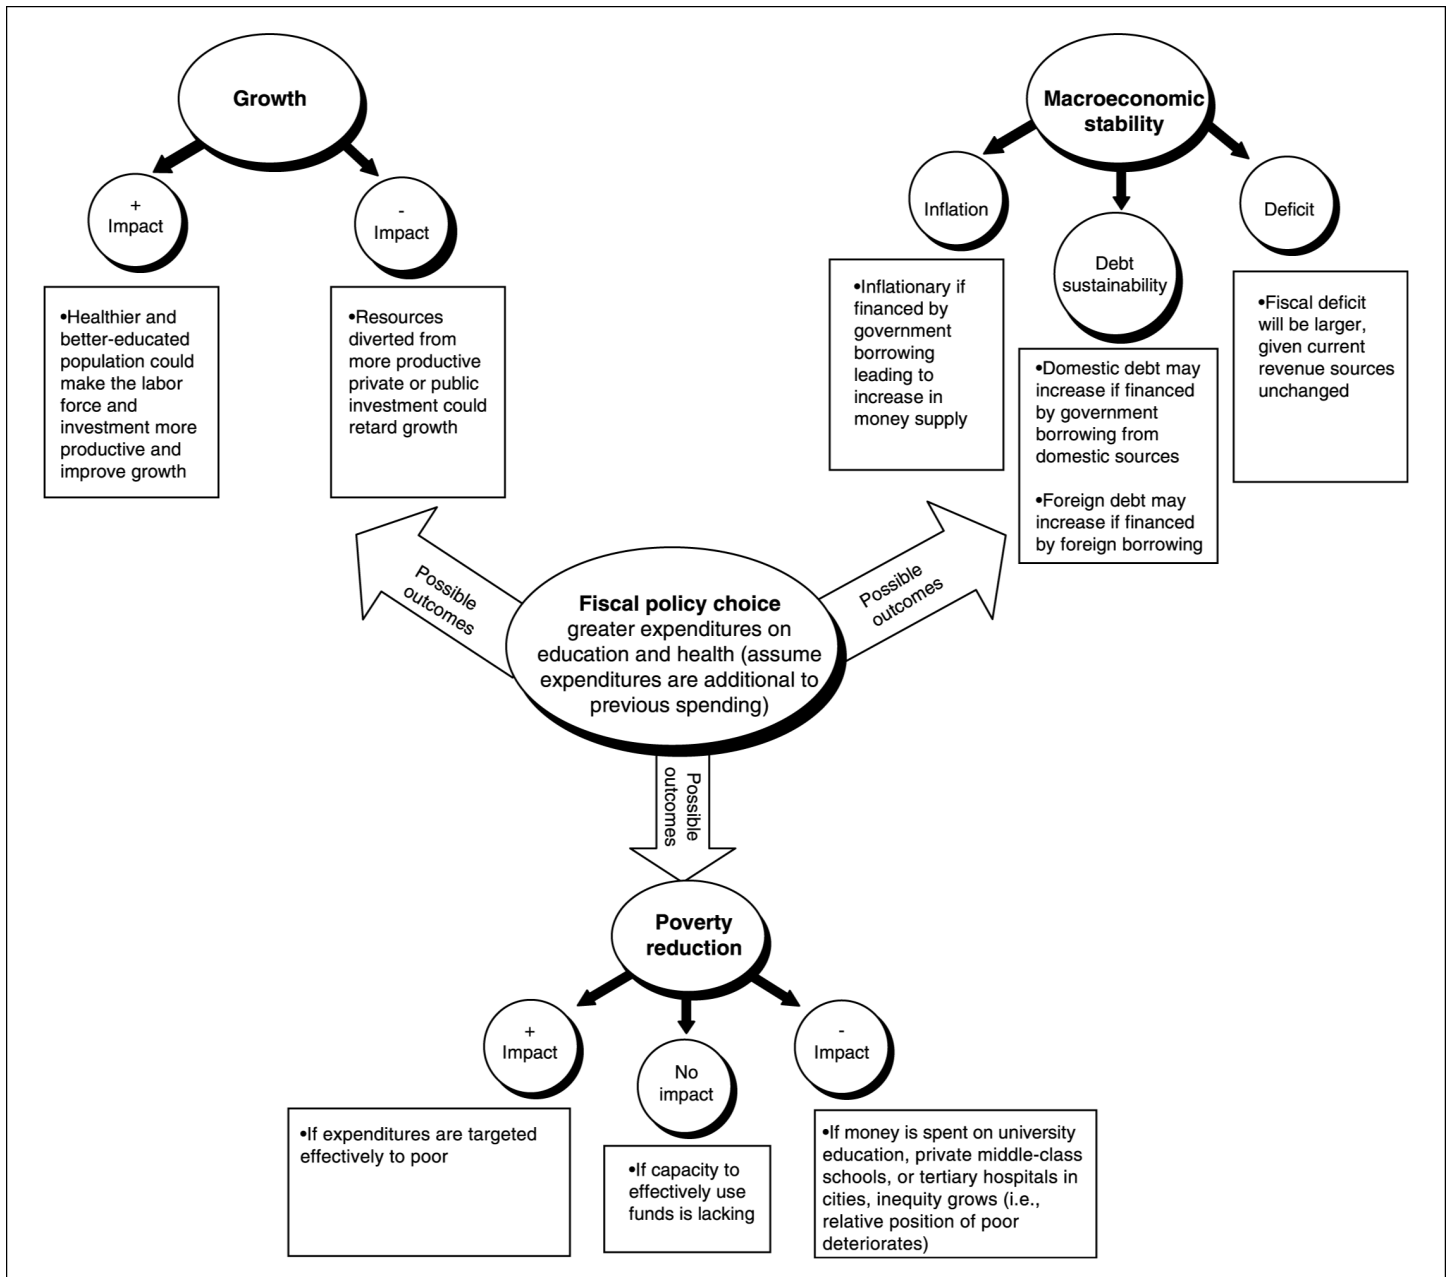 Growth
+
Impact
-
Impact
•Healthier and
better-educated
population could
make the labor
force and
investment more
productive and
improve growth
•Resources
diverted from
more productive
private or public
investment could
retard growth
Macroeconomic
stability
Inflation
Debt
sustainability
Deficit
•Inflationary if
financed by
government
borrowing
leading to
increase in
money supply
•Domestic debt may
increase if financed
by government
borrowing from
domestic sources
•Foreign debt may
increase if financed
by foreign borrowing
•Fiscal deficit
will be larger,
given current
revenue sources
unchanged
Possible
outcomes
Fiscal policy choice
greater expenditures on
education and health (assume
expenditures are additional to
previous spending)
Possible
outcomes
Possible
outcomes
Poverty
reduction
+
Impact
No
impact
-
Impact
•If expenditures are targeted
effectively to poor
•If capacity to
effectively use
funds is lacking
•If money is spent on university
education, private middle-class
schools, or tertiary hospitals in
cities, inequity grows (i.e.,
relative position of poor
deteriorates)